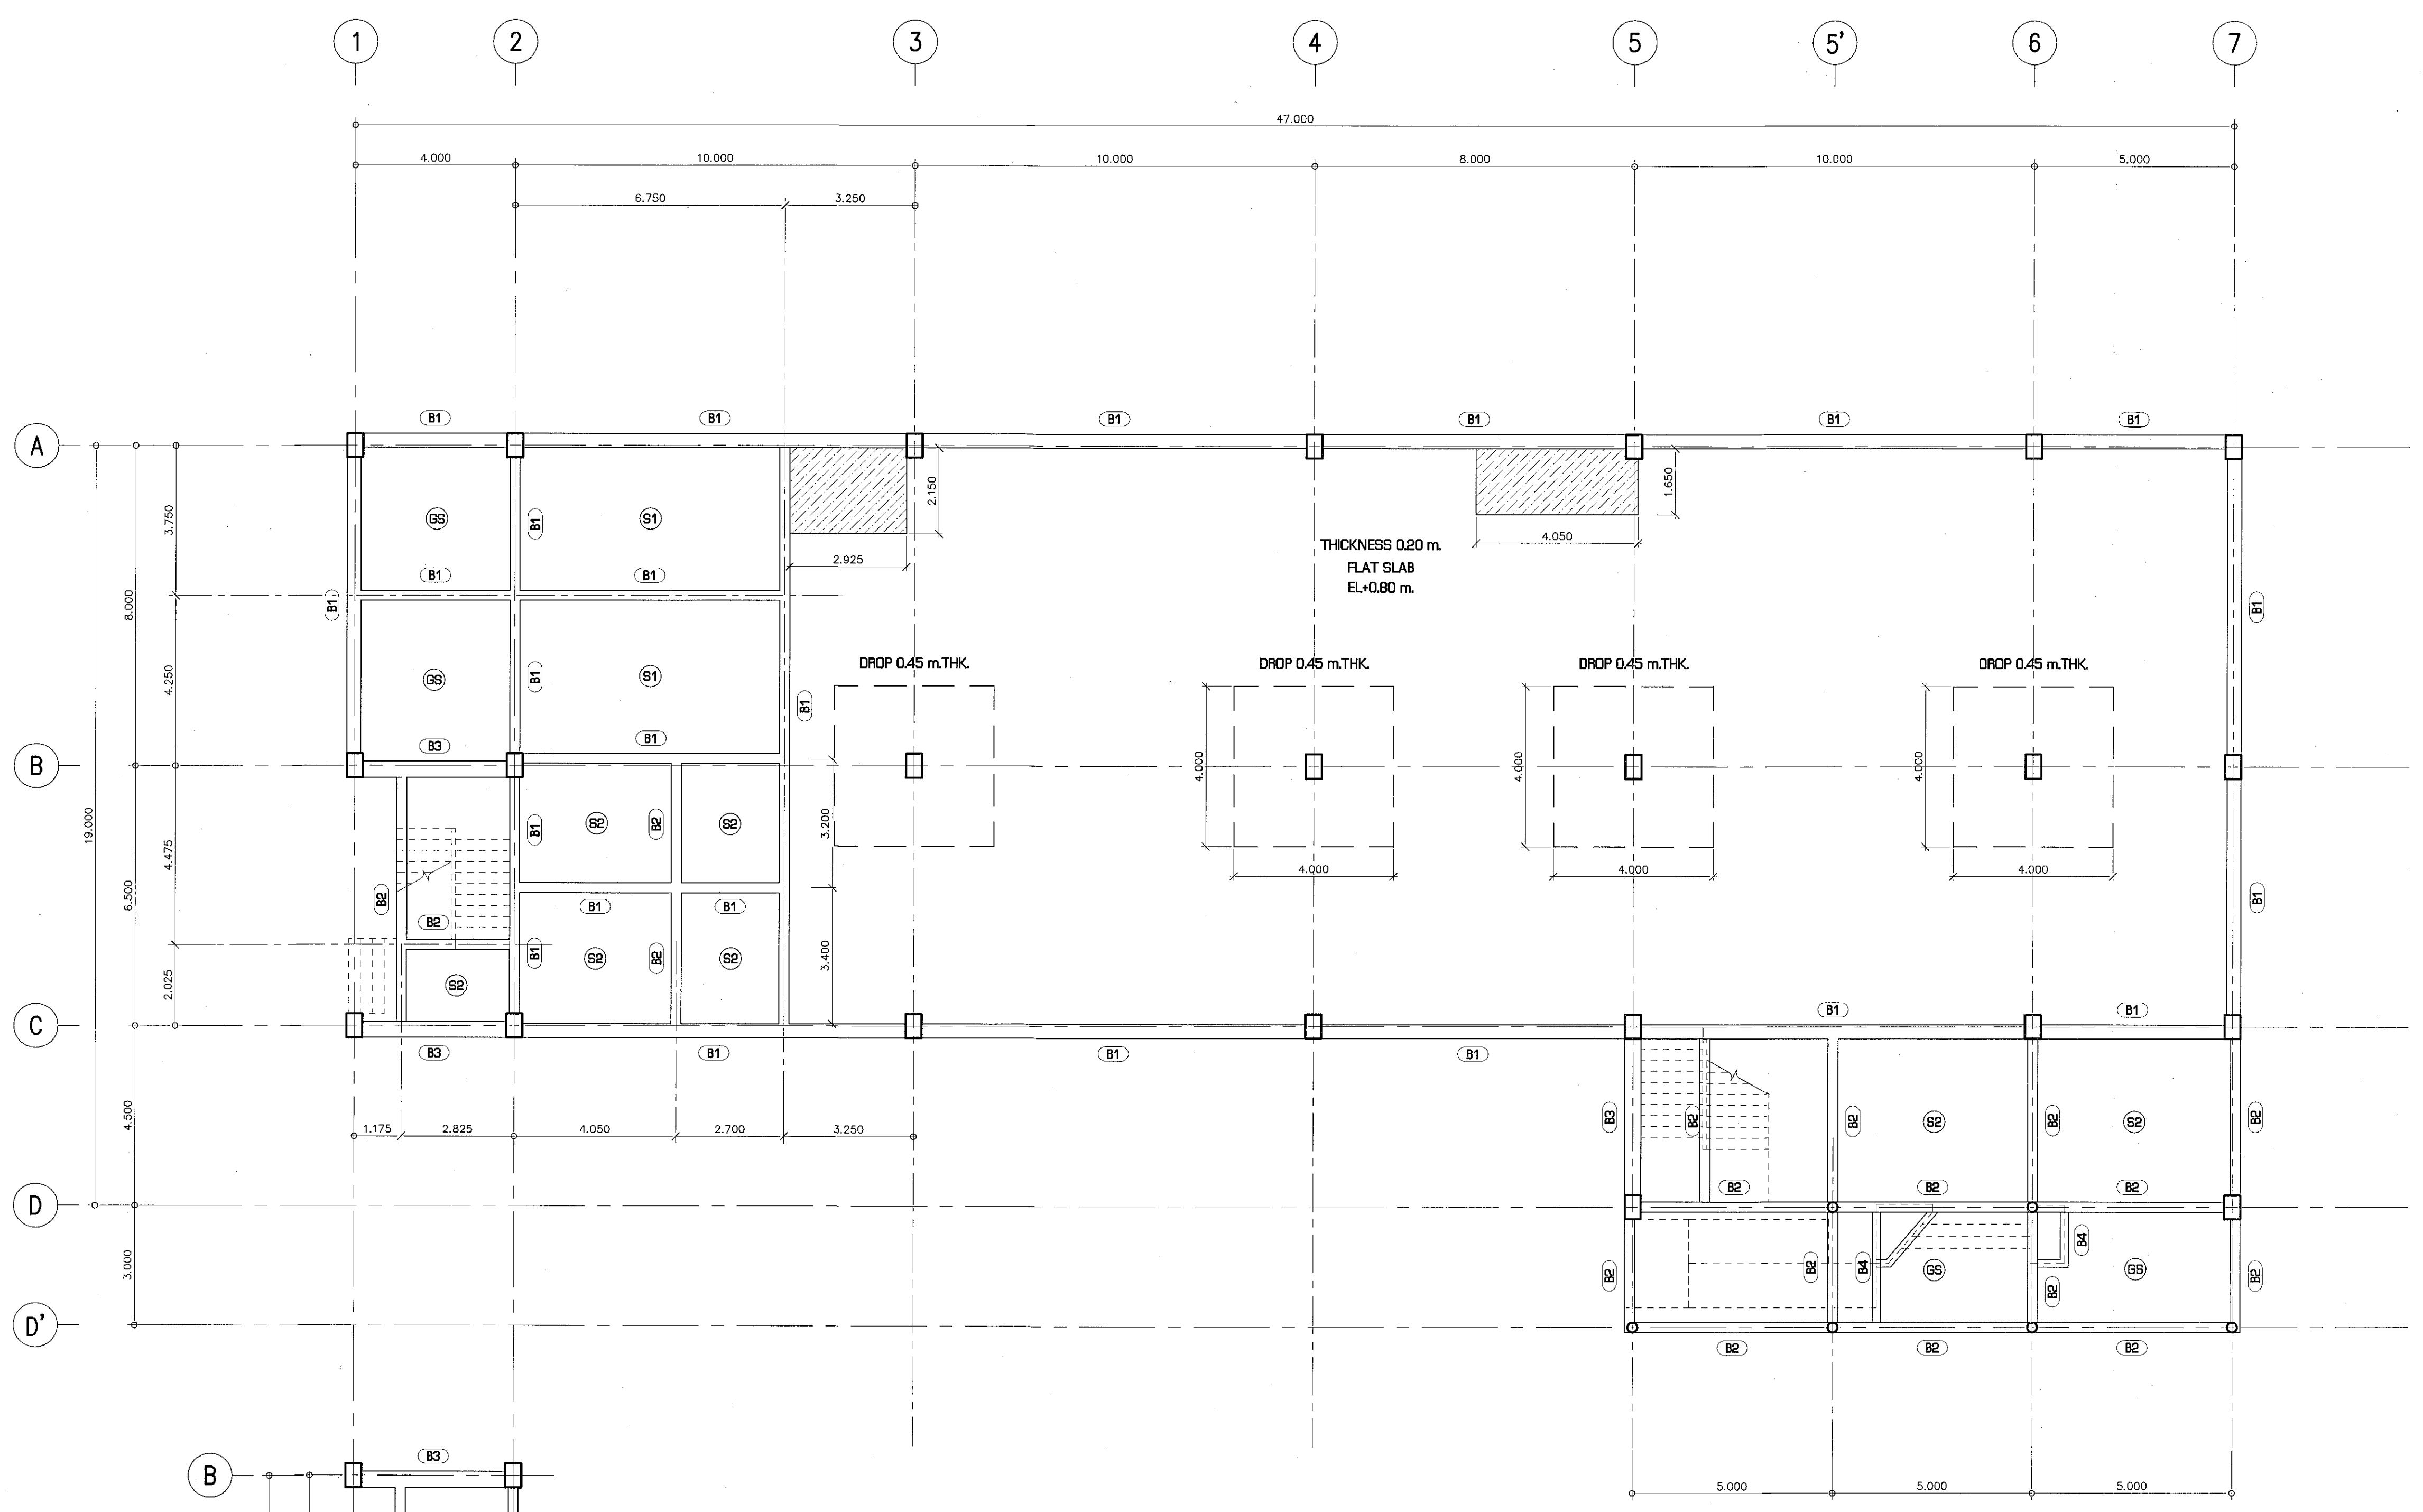 1 2 3 4 5 5' 6 7
47.000
4.000 10.000 10.000 8.000 10.000 5.000
6.750 3.250
B1 B1 B1 B1 B1 B1
A
3.750
GS B1 S1
2.150
1.650
THICKNESS 0.20 m.
4.050
FLAT SLAB
EL+0.80 m.
2.925
B1 B1
8.000
B1
B1
4.250
GS B1 S1
B1
DROP 0.45 m.THK. DROP 0.45 m.THK. DROP 0.45 m.THK. DROP 0.45 m.THK.
B3 B1
B
4.000 4.000 4.000
19.000
3.200
B1 S2 B2 S2
4.475
4.000 4.000 4.000
6.500
B2
B1
B1 B1
B2
3.400
B1 S2 B2 S2
2.025
S2
B1 B1
C
B3 B1 B1 B1
4.500
1.175 2.825 4.050 2.700 3.250
B3 B2 B2 S2 B2 S2 B2
B2 B2 B2
D
3.000
B4
B2 B2 B4 GS B2 GS B2
D'
B2 B2 B2
B3
B
5.000 5.000 5.000